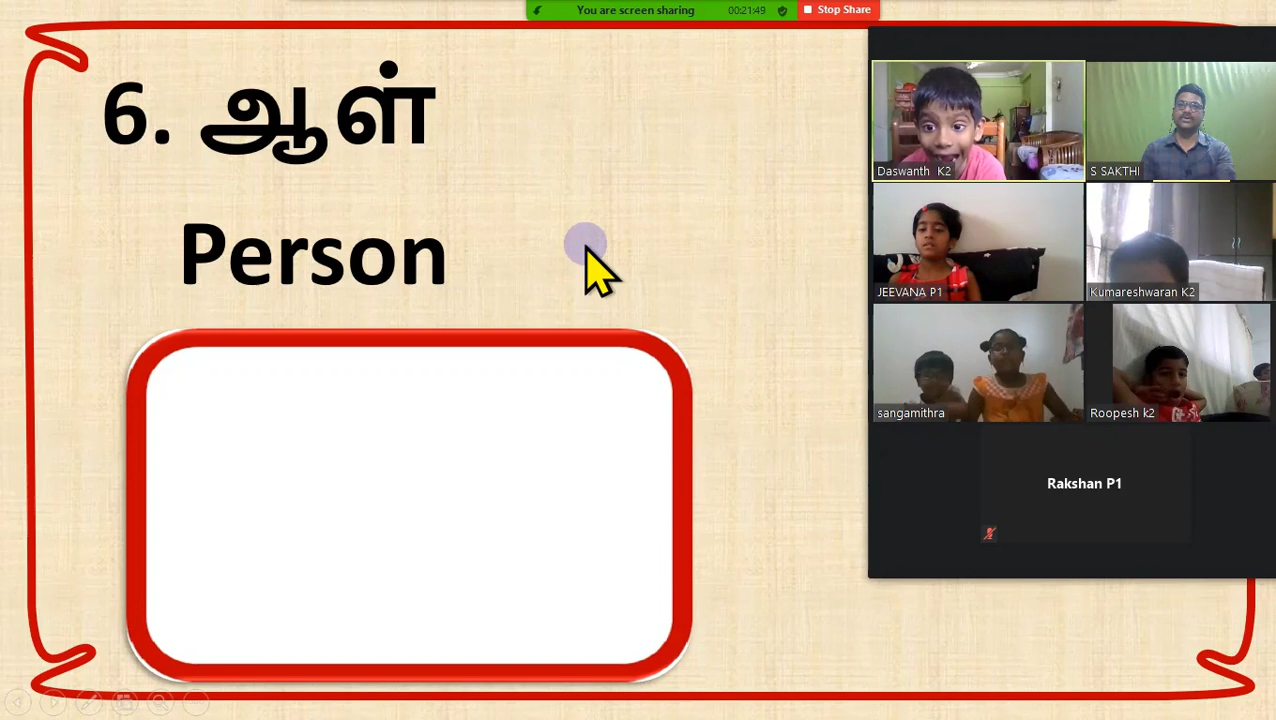 You are screen sharing 00:21:49 Stop Share
6. ஆள்
Person
Daswanth K2
S SAKTHI
JEEVANA P1
Kumareshwaran K2
sangamithra
Roopesh k2
Rakshan P1